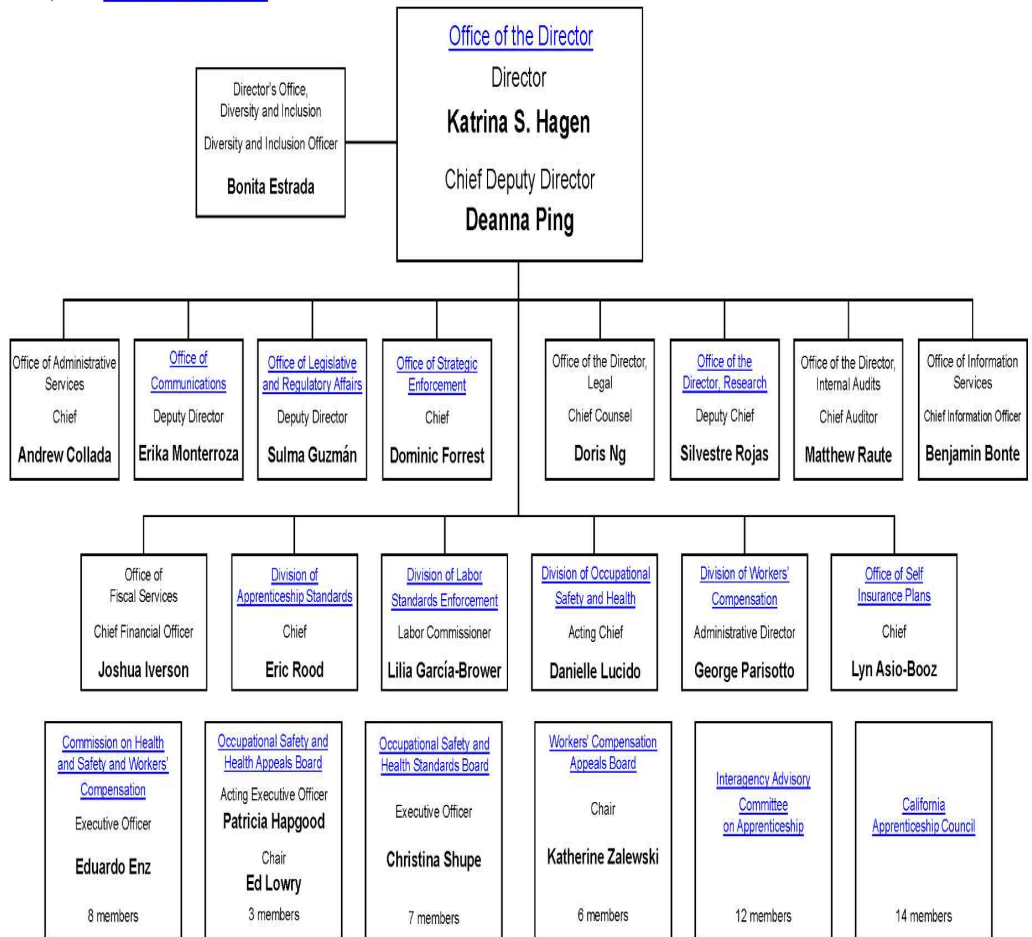 Office of the Director
Director
Katrina S. Hagen
Chief Deputy Director
Deanna Ping
Director's Office,
Diversity and Inclusion
Diversity and Inclusion Officer
Bonita Estrada
Office of Administrative
Services
Chief
Andrew Collada
Office of
Communications
Deputy Director
Erika Monterroza
Office of Legislative
and Regulatory Affairs
Deputy Director
Sulma Guzmán
Office of Strategic
Enforcement
Chief
Dominic Forrest
Office of the Director,
Legal
Chief Counsel
Doris Ng
Office of the
Director, Research
Deputy Chief
Silvestre Rojas
Office of the Director,
Internal Audits
Chief Auditor
Matthew Raute
Office of Information
Services
Chief Information Officer
Benjamin Bonte
Office of
Fiscal Services
Chief Financial Officer
Joshua Iverson
Division of
Apprenticeship Standards
Chief
Eric Rood
Division of Labor
Standards Enforcement
Labor Commissioner
Lilia García-Brower
Division of Occupational
Safety and Health
Acting Chief
Danielle Lucido
Division of Workers'
Compensation
Administrative Director
George Parisotto
Office of Self
Insurance Plans
Chief
Lyn Asio-Booz
Commission on Health
and Safety and Workers'
Compensation
Executive Officer
Eduardo Enz
8 members
Occupational Safety and
Health Appeals Board
Acting Executive Officer
Patricia Hapgood
Chair
Ed Lowry
3 members
Occupational Safety and
Health Standards Board
Executive Officer
Christina Shupe
7 members
Workers' Compensation
Appeals Board
Chair
Katherine Zalewski
6 members
Interagency Advisory
Committee
on Apprenticeship
12 members
California
Apprenticeship Council
14 members